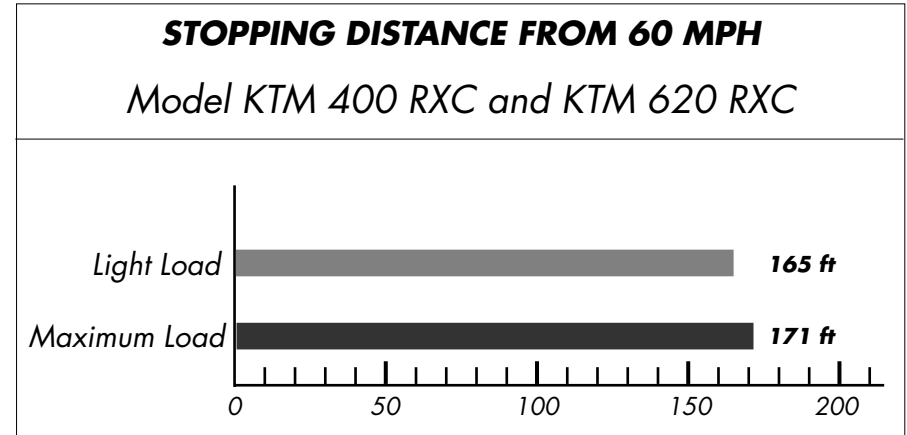 STOPPING DISTANCE FROM 60 MPH
Model KTM 400 RXC and KTM 620 RXC
Light Load 165 ft
Maximum Load 171 ft
0 50 100 150 200